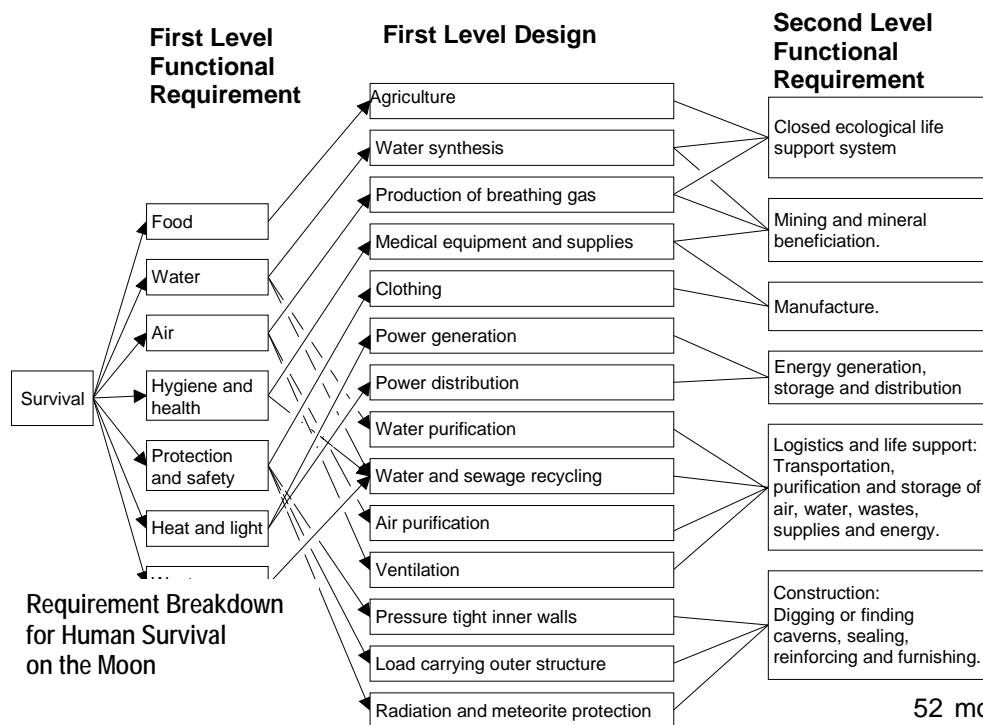 First Level
Functional
Requirement
First Level Design
Second Level
Functional
Requirement
Survival
Food
Water
Air
Hygiene and
health
Protection
and safety
Heat and light
Agriculture
Water synthesis
Production of breathing gas
Medical equipment and supplies
Clothing
Power generation
Power distribution
Water purification
Water and sewage recycling
Air purification
Ventilation
Pressure tight inner walls
Load carrying outer structure
Radiation and meteorite protection
Closed ecological life
support system
Mining and mineral
beneficiation.
Manufacture.
Energy generation,
storage and distribution
Logistics and life support:
Transportation,
purification and storage of
air, water, wastes,
supplies and energy.
Construction:
Digging or finding
caverns, sealing,
reinforcing and furnishing.
Requirement Breakdown
for Human Survival
on the Moon
52